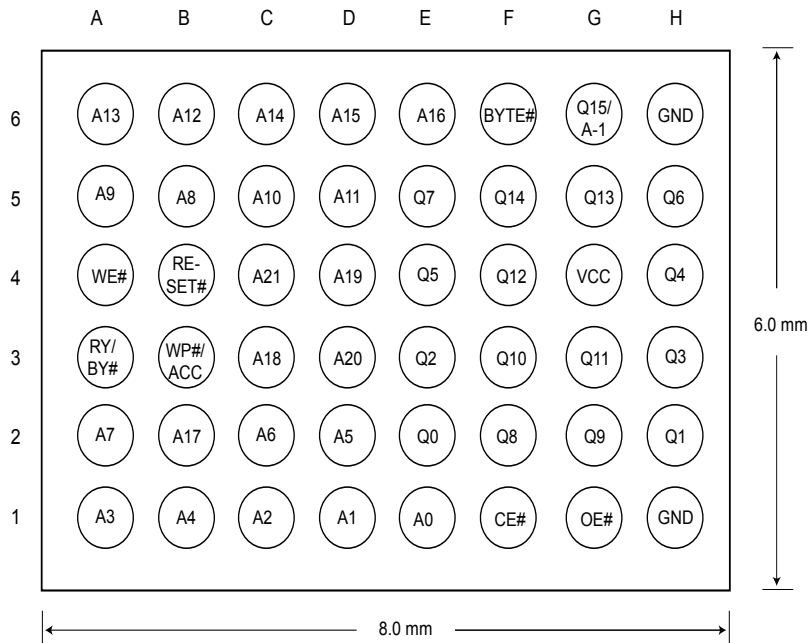 A B C D E F G H
6 A13 A12 A14 A15 A16 BYTE# Q15/ A-1 GND
5 A9 A8 A10 A11 Q7 Q14 Q13 Q6
4 WE# RE- SET# A21 A19 Q5 Q12 VCC Q4
3 RY/ BY# WP#/ ACC A18 A20 Q2 Q10 Q11 Q3
6.0 mm
2 A7 A17 A6 A5 Q0 Q8 Q9 Q1
1 A3 A4 A2 A1 A0 CE# OE# GND
8.0 mm